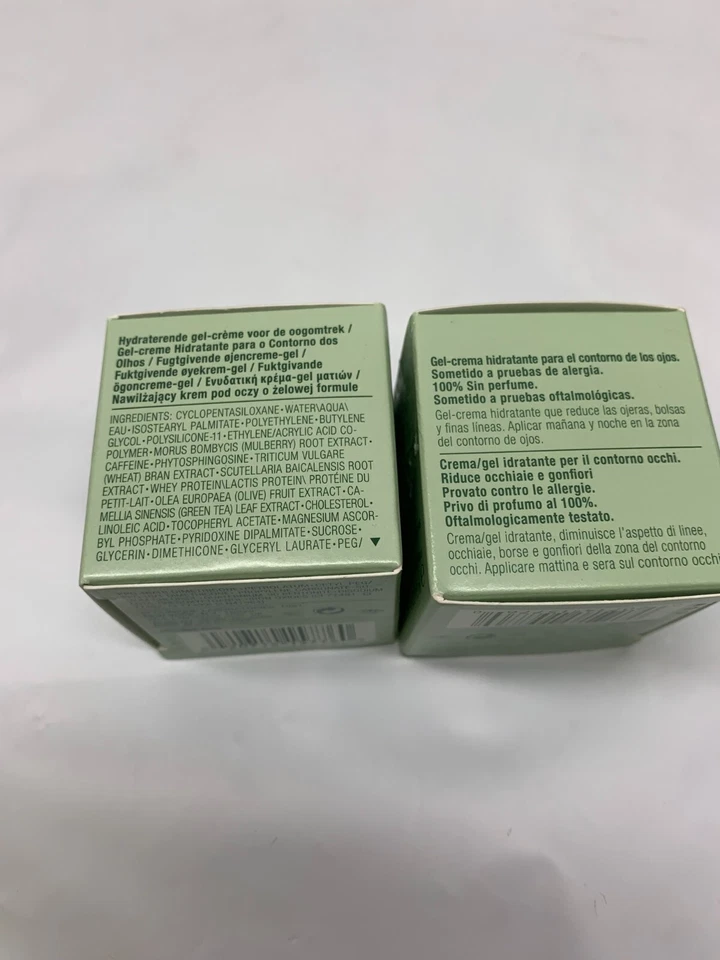 Hydraterende gel-crème voor de oogomtrek /
Gel-creme Hidratante para o Contorno dos
Olhos / Fugtgivende øjencreme-gel /
Fuktgivende øyekrem-gel / Fuktgivande
ögoncreme-gel / Ενυδατική κρέμα-gel ματιών /
Nawilżający krem pod oczy o żelowej formule
INGREDIENTS: CYCLOPENTASILOXANE • WATER\AQUA\
EAU • ISOSTEARYL PALMITATE • POLYETHYLENE • BUTYLENE
GLYCOL • POLYSILICONE-11 • ETHYLENE/ACRYLIC ACID CO-
POLYMER • MORUS BOMBYCIS (MULBERRY) ROOT EXTRACT •
CAFFEINE • PHYTOSPHINGOSINE • TRITICUM VULGARE
(WHEAT) BRAN EXTRACT • SCUTELLARIA BAICALENSIS ROOT
EXTRACT • WHEY PROTEIN\LACTIS PROTEIN\ PROTÉINE DU
PETIT-LAIT • OLEA EUROPAEA (OLIVE) FRUIT EXTRACT • CA-
MELLIA SINENSIS (GREEN TEA) LEAF EXTRACT • CHOLESTEROL •
LINOLEIC ACID • TOCOPHERYL ACETATE • MAGNESIUM ASCOR-
BYL PHOSPHATE • PYRIDOXINE DIPALMITATE • SUCROSE •
GLYCERIN • DIMETHICONE • GLYCERYL LAURATE • PEG/ ▼
Gel-crema hidratante para el contorno de los ojos.
Sometido a pruebas de alergia.
100% Sin perfume.
Sometido a pruebas oftalmológicas.
Gel-crema hidratante que reduce las ojeras, bolsas
y finas líneas. Aplicar mañana y noche en la zona
del contorno de ojos.
Crema/gel idratante per il contorno occhi.
Riduce occhiaie e gonfiori
Provato contro le allergie.
Privo di profumo al 100%.
Oftalmologicamente testato.
Crema/gel idratante, diminuisce l'aspetto di linee,
occhiaie, borse e gonfiori della zona del contorno
occhi. Applicare mattina e sera sul contorno occhi